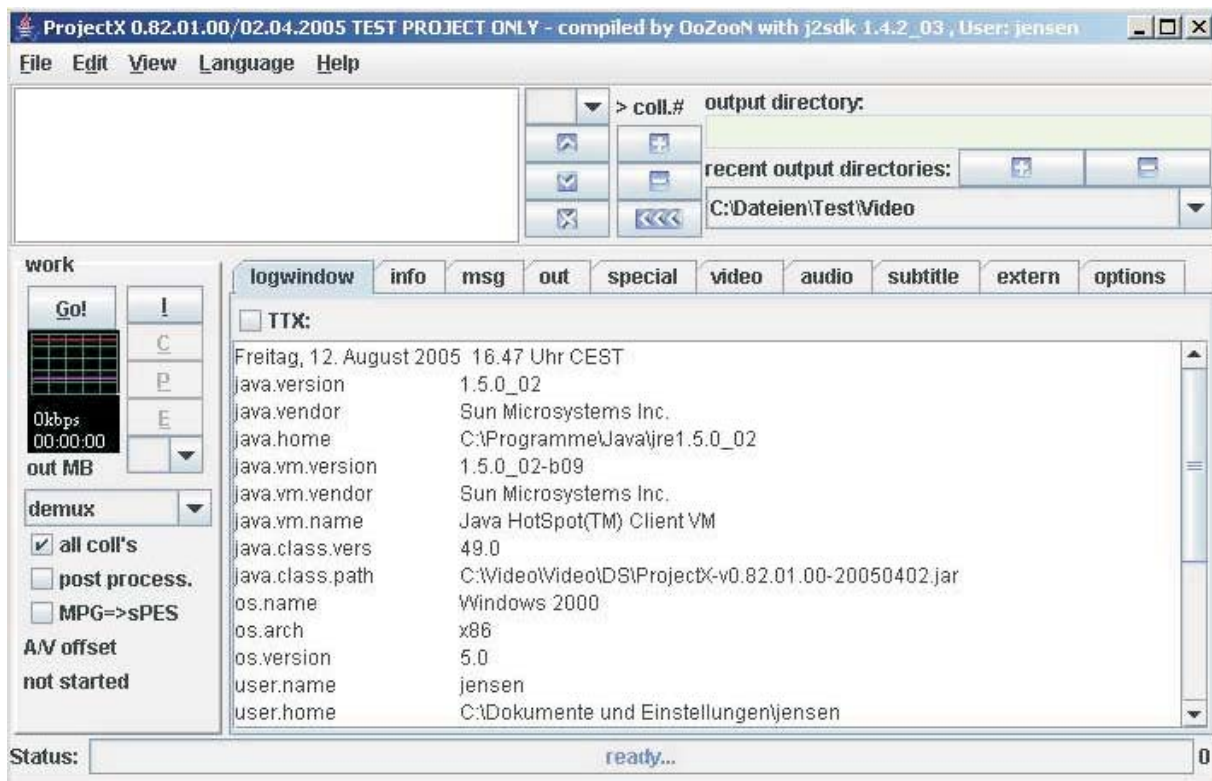 ProjectX 0.82.01.00/02.04.2005 TEST PROJECT ONLY - compiled by OoZooN with j2sdk 1.4.2_03 , User: jensen
File Edit View Language Help
> coll.# output directory:
recent output directories:
<<<
C:\Dateien\Test\Video
work
logwindow info msg out special video audio subtitle extern options
Go! I
TTX:
C
P
E
0kbps
00:00:00
out MB
demux
all coll's
post process.
MPG=>sPES
A/V offset
not started
Freitag, 12. August 2005 16.47 Uhr CEST
java.version 1.5.0_02
java.vendor Sun Microsystems Inc.
java.home C:\Programme\Java\jre1.5.0_02
java.vm.version 1.5.0_02-b09
java.vm.vendor Sun Microsystems Inc.
java.vm.name Java HotSpot(TM) Client VM
java.class.vers 49.0
java.class.path C:\Video\Video\DS\ProjectX-v0.82.01.00-20050402.jar
os.name Windows 2000
os.arch x86
os.version 5.0
user.name jensen
user.home C:\Dokumente und Einstellungen\jensen
Status: ready... 0